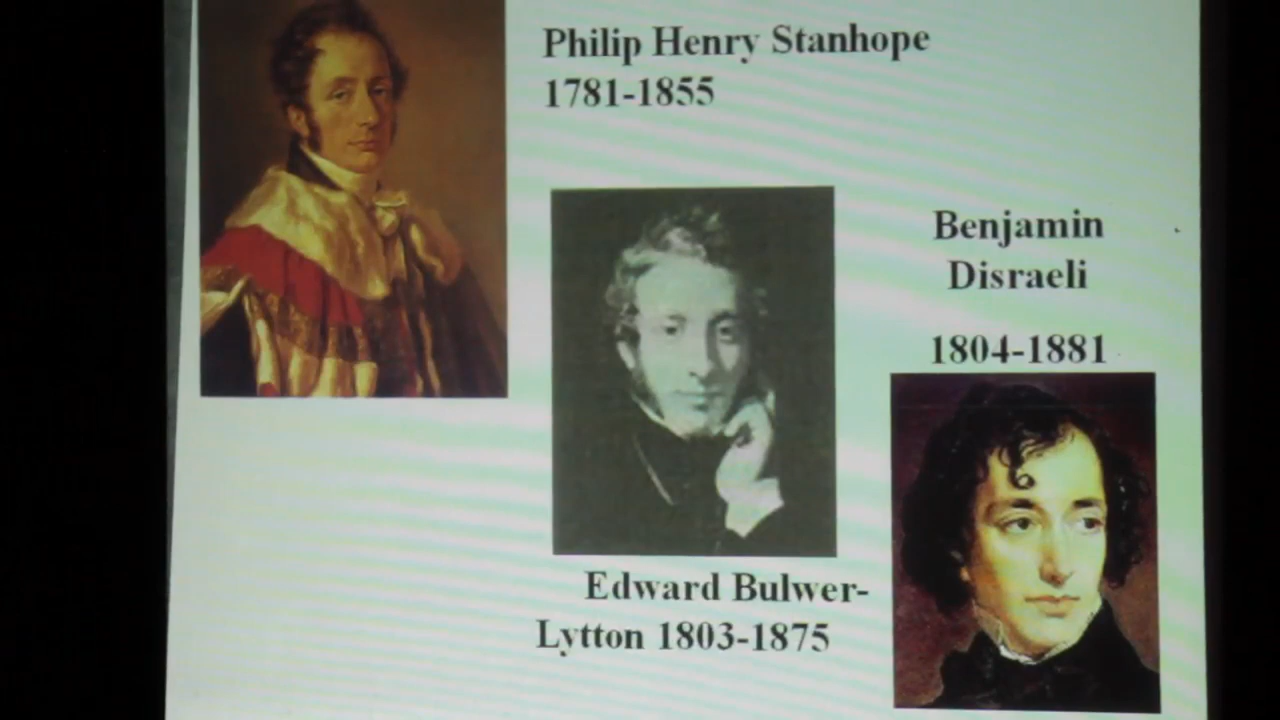 Philip Henry Stanhope
1781-1855
Benjamin
Disraeli
1804-1881
Edward Bulwer-
Lytton 1803-1875